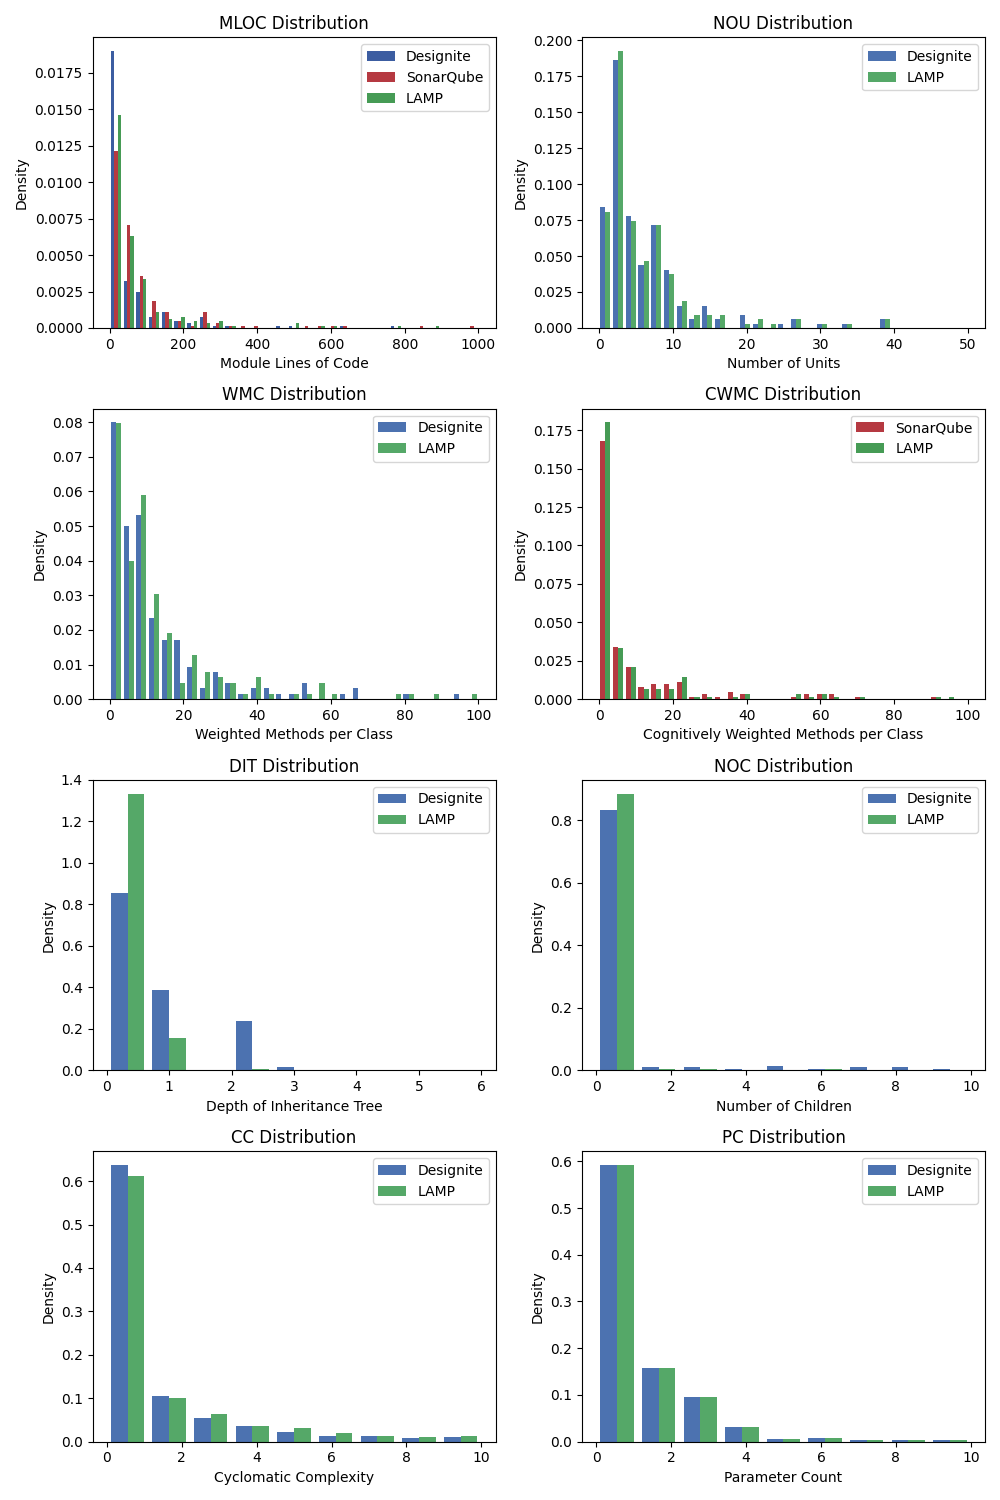 MLOC Distribution
Designite
SonarQube
LAMP
0.0175
0.0150
0.0125
0.0100
0.0075
0.0050
0.0025
0.0000
Density
0 200 400 600 800 1000
Module Lines of Code
NOU Distribution
Designite
LAMP
0.200
0.175
0.150
0.125
0.100
0.075
0.050
0.025
0.000
Density
0 10 20 30 40 50
Number of Units
WMC Distribution
Designite
LAMP
0.08
0.07
0.06
0.05
0.04
0.03
0.02
0.01
0.00
Density
0 20 40 60 80 100
Weighted Methods per Class
CWMC Distribution
SonarQube
LAMP
0.175
0.150
0.125
0.100
0.075
0.050
0.025
0.000
Density
0 20 40 60 80 100
Cognitively Weighted Methods per Class
DIT Distribution
Designite
LAMP
1.4
1.2
1.0
0.8
0.6
0.4
0.2
0.0
Density
0 1 2 3 4 5 6
Depth of Inheritance Tree
NOC Distribution
Designite
LAMP
0.8
0.6
0.4
0.2
0.0
Density
0 2 4 6 8 10
Number of Children
CC Distribution
Designite
LAMP
0.6
0.5
0.4
0.3
0.2
0.1
0.0
Density
0 2 4 6 8 10
Cyclomatic Complexity
PC Distribution
Designite
LAMP
0.6
0.5
0.4
0.3
0.2
0.1
0.0
Density
0 2 4 6 8 10
Parameter Count